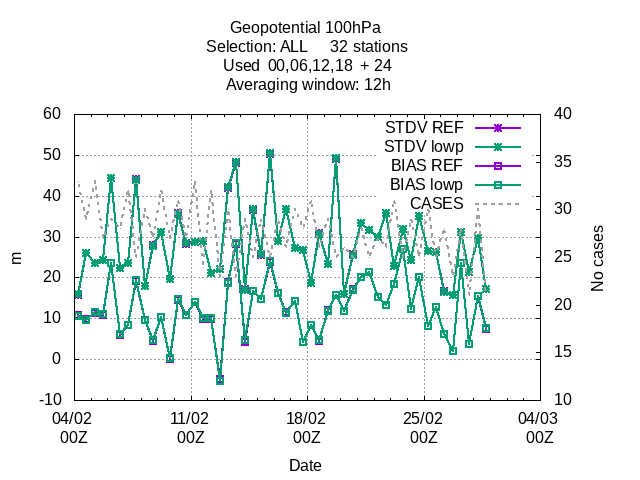 Geopotential 100hPa
Selection: ALL 32 stations
Used 00,06,12,18 + 24
Averaging window: 12h
60
50
40
30
20
10
0
-10
m
40
35
30
25
20
15
10
No cases
STDV REF
STDV lowp
BIAS REF
BIAS lowp
CASES
04/02 11/02 18/02 25/02 04/03
00Z 00Z 00Z 00Z 00Z
Date